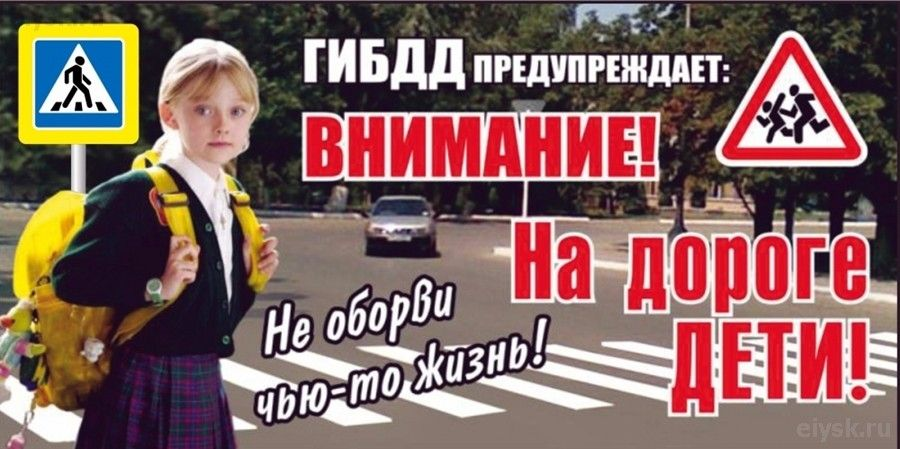 ГИБДД ПРЕДУПРЕЖДАЕТ:
ВНИМАНИЕ!
На дороге
ДЕТИ!
Не оборви
чью-то жизнь!
eiysk.ru